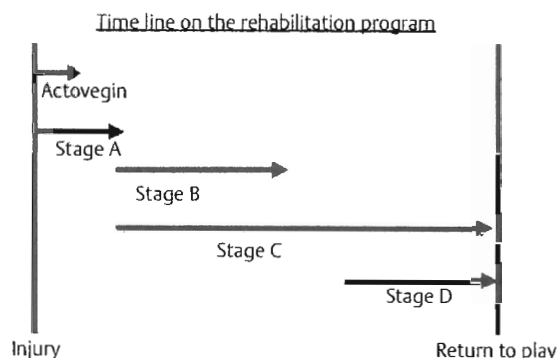 Time line on the rehabilitation program
Actovegin
Stage A
Stage B
Stage C
Stage D
Injury
Return to play